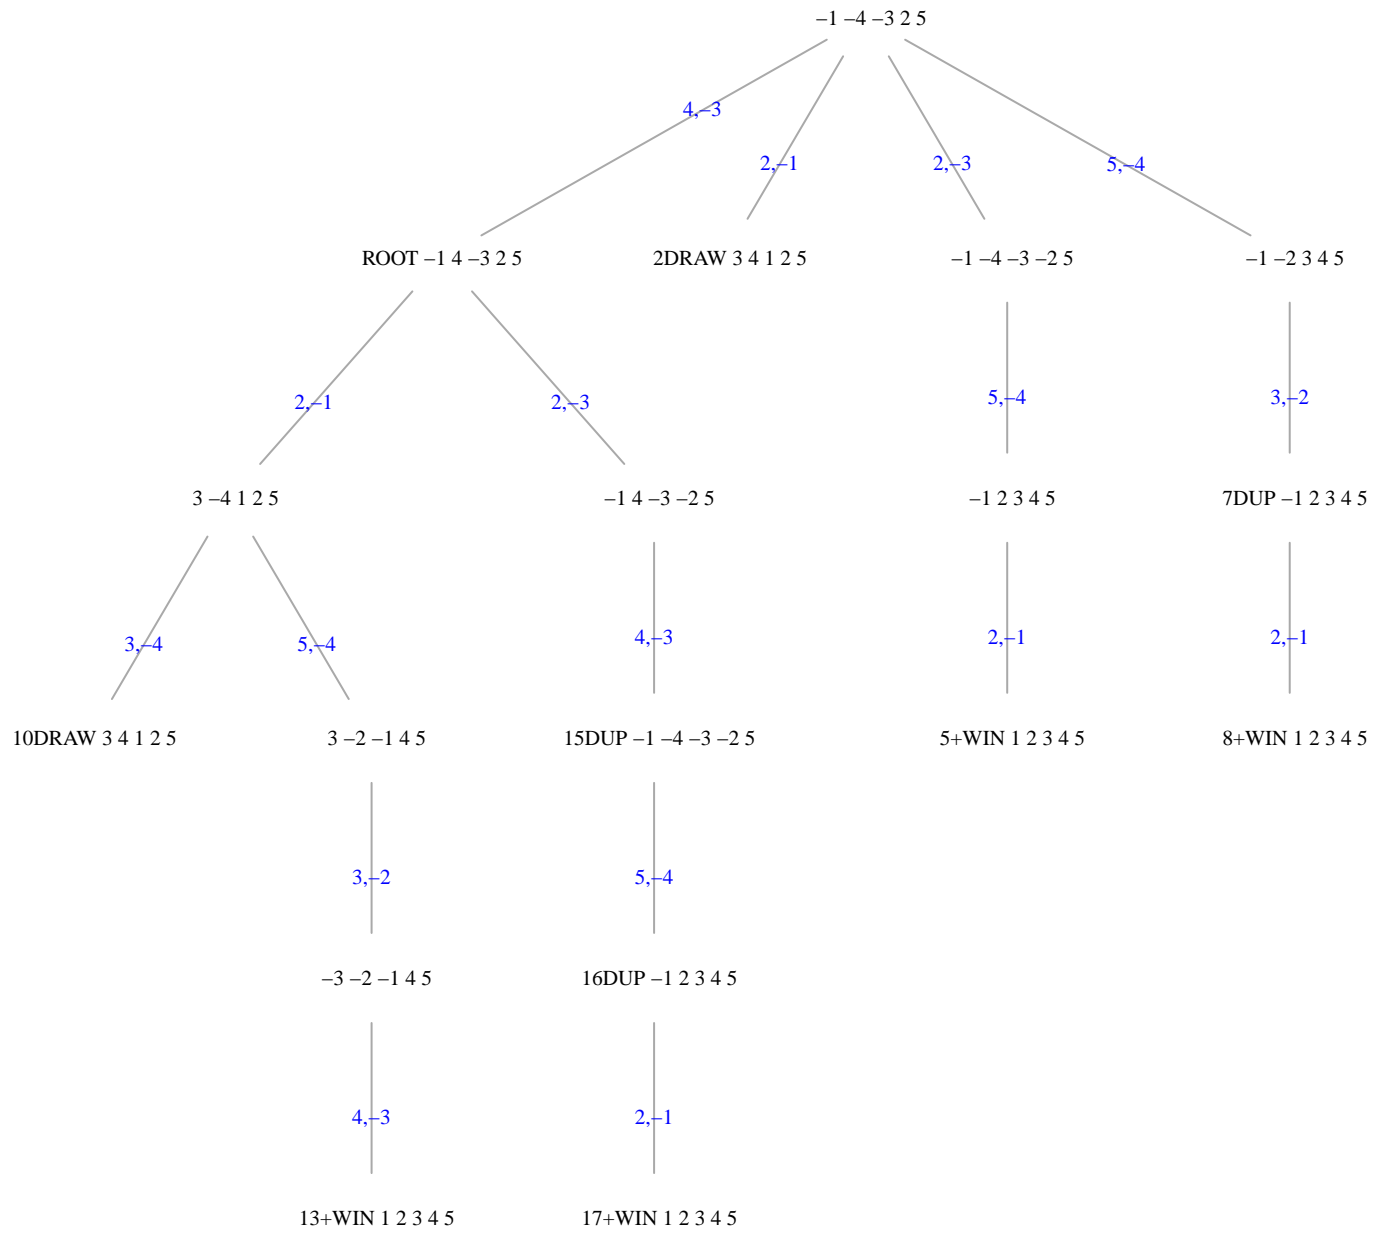 −1 −4 −3 2 5
4,−3
2,−1
2,−3
5,−4
ROOT −1 4 −3 2 5
2DRAW 3 4 1 2 5
−1 −4 −3 −2 5
−1 −2 3 4 5
2,−1
2,−3
5,−4
3,−2
3 −4 1 2 5
−1 4 −3 −2 5
−1 2 3 4 5
7DUP −1 2 3 4 5
3,−4
5,−4
4,−3
2,−1
2,−1
10DRAW 3 4 1 2 5
3 −2 −1 4 5
15DUP −1 −4 −3 −2 5
5+WIN 1 2 3 4 5
8+WIN 1 2 3 4 5
3,−2
5,−4
−3 −2 −1 4 5
16DUP −1 2 3 4 5
4,−3
2,−1
13+WIN 1 2 3 4 5
17+WIN 1 2 3 4 5